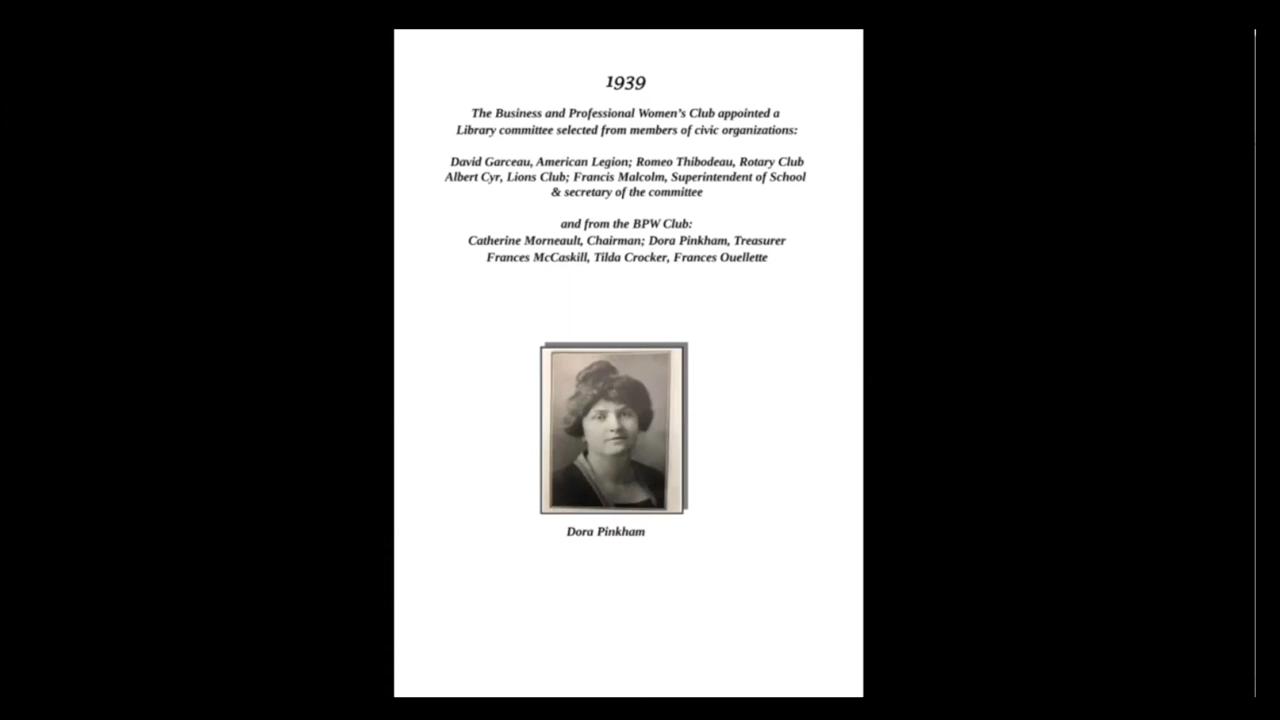 1939
The Business and Professional Women's Club appointed a
Library committee selected from members of civic organizations:
David Garceau, American Legion; Romeo Thibodeau, Rotary Club
Albert Cyr, Lions Club; Francis Malcolm, Superintendent of School
& secretary of the committee
and from the BPW Club:
Catherine Morneault, Chairman; Dora Pinkham, Treasurer
Frances McCaskill, Tilda Crocker, Frances Ouellette
Dora Pinkham